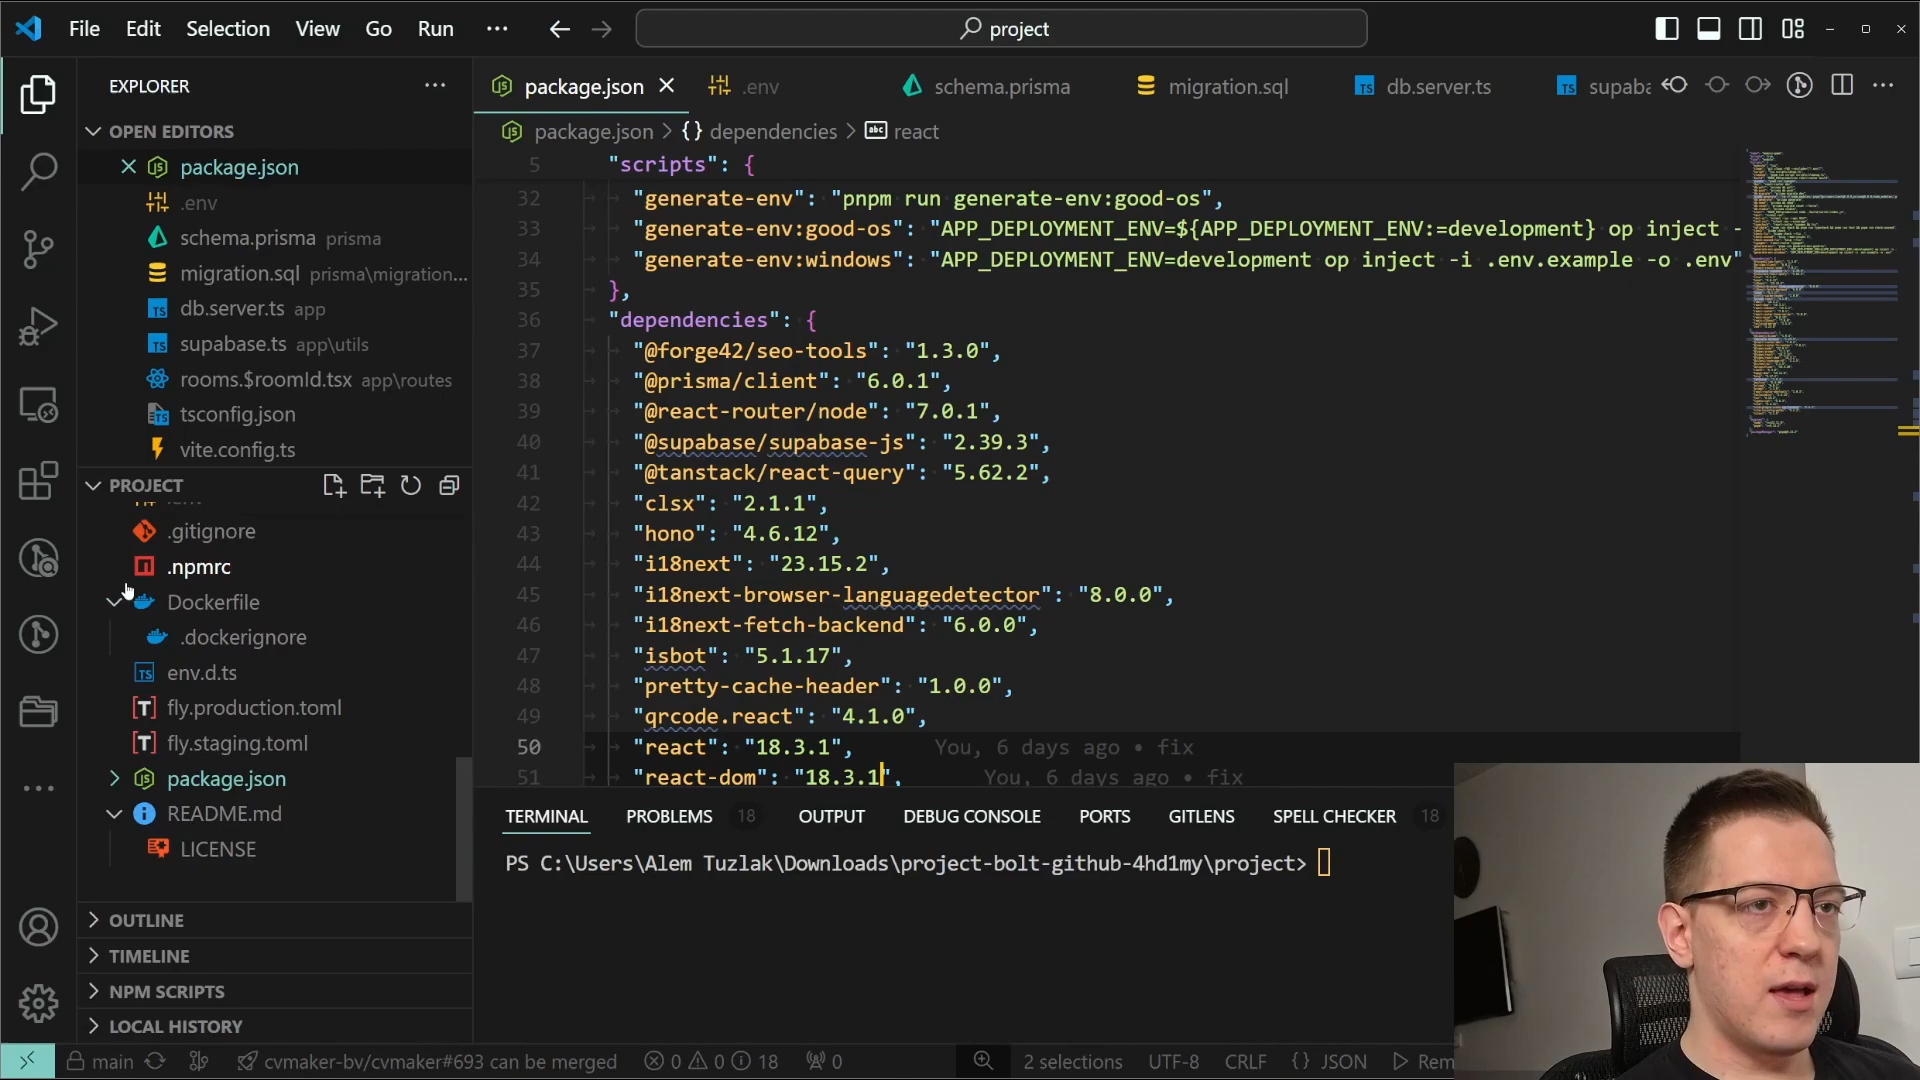 File Edit Selection View Go Run ··· project
EXPLORER ···
OPEN EDITORS
package.json
.env
schema.prisma prisma
migration.sql prisma\migration...
db.server.ts app
supabase.ts app\utils
rooms.$roomId.tsx app\routes
tsconfig.json
vite.config.ts
PROJECT
.gitignore
.npmrc
Dockerfile
.dockerignore
env.d.ts
fly.production.toml
fly.staging.toml
package.json
README.md
LICENSE
OUTLINE
TIMELINE
NPM SCRIPTS
LOCAL HISTORY
package.json .env schema.prisma migration.sql db.server.ts supaba
package.json > {} dependencies > abc react
5 "scripts": {
32 "generate-env": "pnpm run generate-env:good-os",
33 "generate-env:good-os": "APP_DEPLOYMENT_ENV=${APP_DEPLOYMENT_ENV:=development} op inject -
34 "generate-env:windows": "APP_DEPLOYMENT_ENV=development op inject -i .env.example -o .env"
35 },
36 "dependencies": {
37 "@forge42/seo-tools": "1.3.0",
38 "@prisma/client": "6.0.1",
39 "@react-router/node": "7.0.1",
40 "@supabase/supabase-js": "2.39.3",
41 "@tanstack/react-query": "5.62.2",
42 "clsx": "2.1.1",
43 "hono": "4.6.12",
44 "i18next": "23.15.2",
45 "i18next-browser-languagedetector": "8.0.0",
46 "i18next-fetch-backend": "6.0.0",
47 "isbot": "5.1.17",
48 "pretty-cache-header": "1.0.0",
49 "qrcode.react": "4.1.0",
50 "react": "18.3.1", You, 6 days ago • fix
51 "react-dom": "18.3.1", You, 6 days ago • fix
TERMINAL PROBLEMS 18 OUTPUT DEBUG CONSOLE PORTS GITLENS SPELL CHECKER 18
PS C:\Users\Alem Tuzlak\Downloads\project-bolt-github-4hd1my\project>
main cvmaker-bv/cvmaker#693 can be merged 0 0 18 0 2 selections UTF-8 CRLF {} JSON Rem